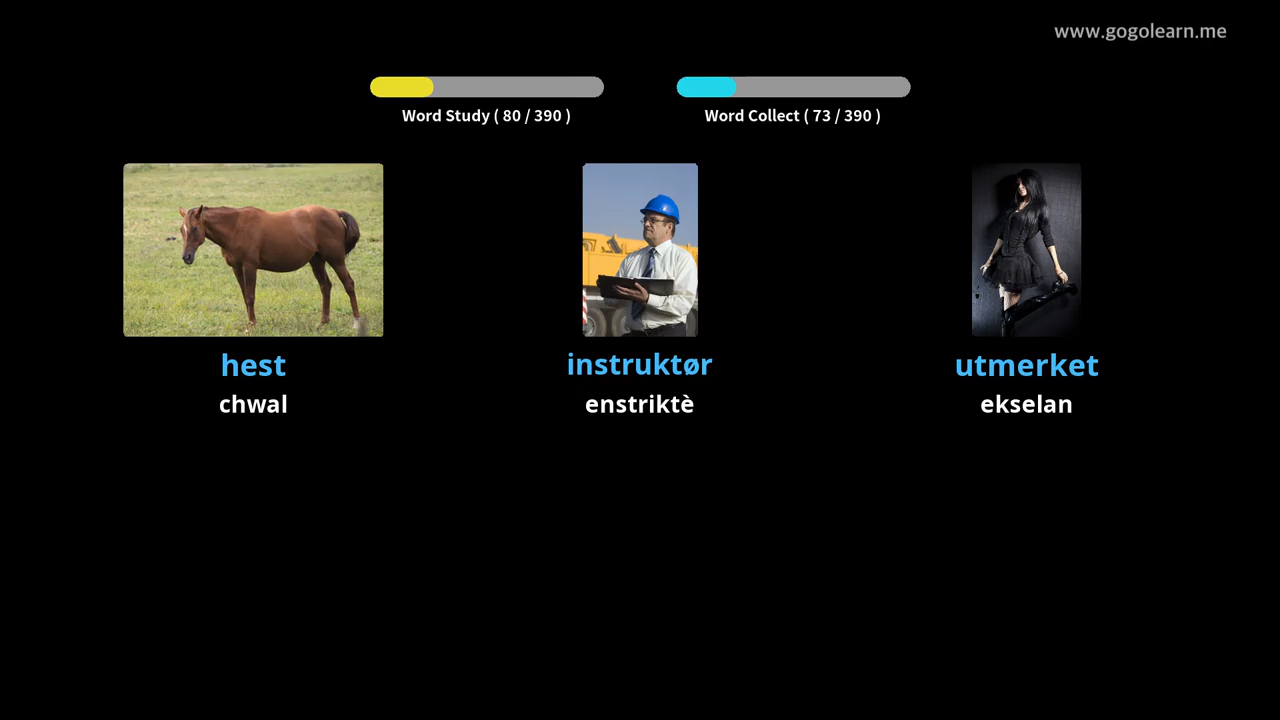 www.gogolearn.me
Word Study ( 80 / 390 )
Word Collect ( 73 / 390 )
hest
instruktør
utmerket
chwal
enstriktè
ekselan